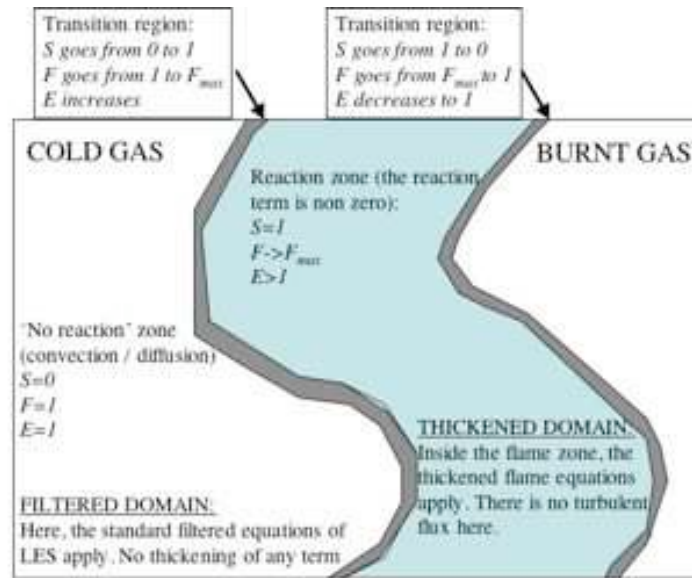 Transition region:
S goes from 0 to 1
F goes from 1 to Fmax
E increases
Transition region:
S goes from 1 to 0
F goes from Fmax to 1
E decreases to 1
COLD GAS
BURNT GAS
Reaction zone (the reaction
term is non zero):
S=1
F->Fmax
E>1
"No reaction" zone
(convection / diffusion)
S=0
F=1
E=1
THICKENED DOMAIN:
Inside the flame zone, the
thickened flame equations
apply. There is no turbulent
flux here.
FILTERED DOMAIN:
Here, the standard filtered equations of
LES apply. No thickening of any term